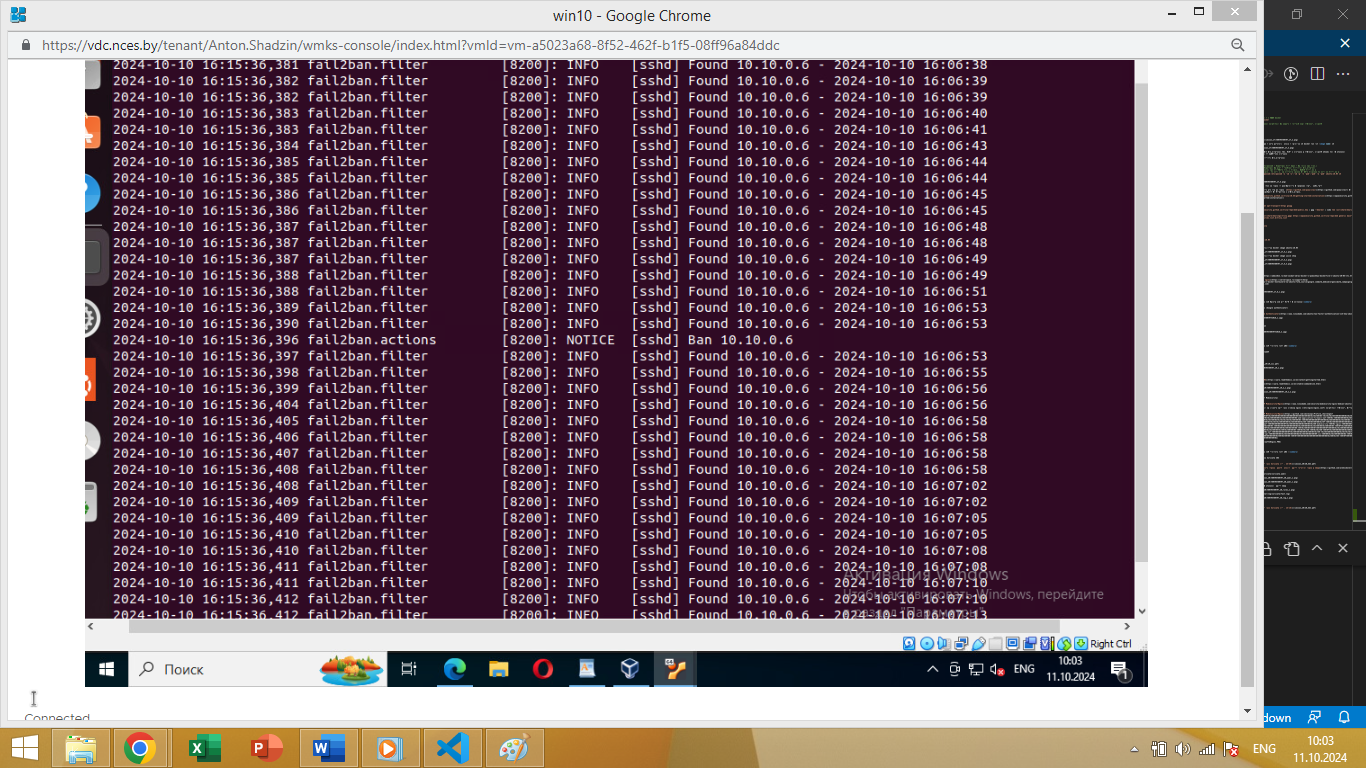 win10 - Google Chrome
https://vdc.nces.by/tenant/Anton.Shadzin/wmks-console/index.html?vmId=vm-a5023a68-8f52-462f-b1f5-08ff96a84ddc
2024-10-10 16:15:36,381 fail2ban.filter [8200]: INFO [sshd] Found 10.10.0.6 - 2024-10-10 16:06:38
2024-10-10 16:15:36,382 fail2ban.filter [8200]: INFO [sshd] Found 10.10.0.6 - 2024-10-10 16:06:39
2024-10-10 16:15:36,382 fail2ban.filter [8200]: INFO [sshd] Found 10.10.0.6 - 2024-10-10 16:06:39
2024-10-10 16:15:36,383 fail2ban.filter [8200]: INFO [sshd] Found 10.10.0.6 - 2024-10-10 16:06:40
2024-10-10 16:15:36,383 fail2ban.filter [8200]: INFO [sshd] Found 10.10.0.6 - 2024-10-10 16:06:41
2024-10-10 16:15:36,384 fail2ban.filter [8200]: INFO [sshd] Found 10.10.0.6 - 2024-10-10 16:06:43
2024-10-10 16:15:36,385 fail2ban.filter [8200]: INFO [sshd] Found 10.10.0.6 - 2024-10-10 16:06:44
2024-10-10 16:15:36,385 fail2ban.filter [8200]: INFO [sshd] Found 10.10.0.6 - 2024-10-10 16:06:44
2024-10-10 16:15:36,386 fail2ban.filter [8200]: INFO [sshd] Found 10.10.0.6 - 2024-10-10 16:06:45
2024-10-10 16:15:36,386 fail2ban.filter [8200]: INFO [sshd] Found 10.10.0.6 - 2024-10-10 16:06:45
2024-10-10 16:15:36,387 fail2ban.filter [8200]: INFO [sshd] Found 10.10.0.6 - 2024-10-10 16:06:48
2024-10-10 16:15:36,387 fail2ban.filter [8200]: INFO [sshd] Found 10.10.0.6 - 2024-10-10 16:06:48
2024-10-10 16:15:36,387 fail2ban.filter [8200]: INFO [sshd] Found 10.10.0.6 - 2024-10-10 16:06:49
2024-10-10 16:15:36,388 fail2ban.filter [8200]: INFO [sshd] Found 10.10.0.6 - 2024-10-10 16:06:49
2024-10-10 16:15:36,388 fail2ban.filter [8200]: INFO [sshd] Found 10.10.0.6 - 2024-10-10 16:06:51
2024-10-10 16:15:36,389 fail2ban.filter [8200]: INFO [sshd] Found 10.10.0.6 - 2024-10-10 16:06:53
2024-10-10 16:15:36,390 fail2ban.filter [8200]: INFO [sshd] Found 10.10.0.6 - 2024-10-10 16:06:53
2024-10-10 16:15:36,390 fail2ban.actions [8200]: NOTICE [sshd] Ban 10.10.0.6
2024-10-10 16:15:36,397 fail2ban.filter [8200]: INFO [sshd] Found 10.10.0.6 - 2024-10-10 16:06:53
2024-10-10 16:15:36,398 fail2ban.filter [8200]: INFO [sshd] Found 10.10.0.6 - 2024-10-10 16:06:55
2024-10-10 16:15:36,399 fail2ban.filter [8200]: INFO [sshd] Found 10.10.0.6 - 2024-10-10 16:06:56
2024-10-10 16:15:36,404 fail2ban.filter [8200]: INFO [sshd] Found 10.10.0.6 - 2024-10-10 16:06:56
2024-10-10 16:15:36,405 fail2ban.filter [8200]: INFO [sshd] Found 10.10.0.6 - 2024-10-10 16:06:58
2024-10-10 16:15:36,406 fail2ban.filter [8200]: INFO [sshd] Found 10.10.0.6 - 2024-10-10 16:06:58
2024-10-10 16:15:36,407 fail2ban.filter [8200]: INFO [sshd] Found 10.10.0.6 - 2024-10-10 16:06:58
2024-10-10 16:15:36,408 fail2ban.filter [8200]: INFO [sshd] Found 10.10.0.6 - 2024-10-10 16:06:58
2024-10-10 16:15:36,408 fail2ban.filter [8200]: INFO [sshd] Found 10.10.0.6 - 2024-10-10 16:07:02
2024-10-10 16:15:36,409 fail2ban.filter [8200]: INFO [sshd] Found 10.10.0.6 - 2024-10-10 16:07:02
2024-10-10 16:15:36,409 fail2ban.filter [8200]: INFO [sshd] Found 10.10.0.6 - 2024-10-10 16:07:05
2024-10-10 16:15:36,410 fail2ban.filter [8200]: INFO [sshd] Found 10.10.0.6 - 2024-10-10 16:07:05
2024-10-10 16:15:36,410 fail2ban.filter [8200]: INFO [sshd] Found 10.10.0.6 - 2024-10-10 16:07:08
2024-10-10 16:15:36,411 fail2ban.filter [8200]: INFO [sshd] Found 10.10.0.6 - 2024-10-10 16:07:08
2024-10-10 16:15:36,411 fail2ban.filter [8200]: INFO [sshd] Found 10.10.0.6 - 2024-10-10 16:07:10
2024-10-10 16:15:36,412 fail2ban.filter [8200]: INFO [sshd] Found 10.10.0.6 - 2024-10-10 16:07:10
2024-10-10 16:15:36,412 fail2ban.filter [8200]: INFO [sshd] Found 10.10.0.6 - 2024-10-10 16:07:13
Активация Windows
Чтобы активировать Windows, перейдите
в раздел "Параметры".
Right Ctrl
Поиск
ENG
10:03
11.10.2024
1
Connected
down
ENG
10:03
11.10.2024